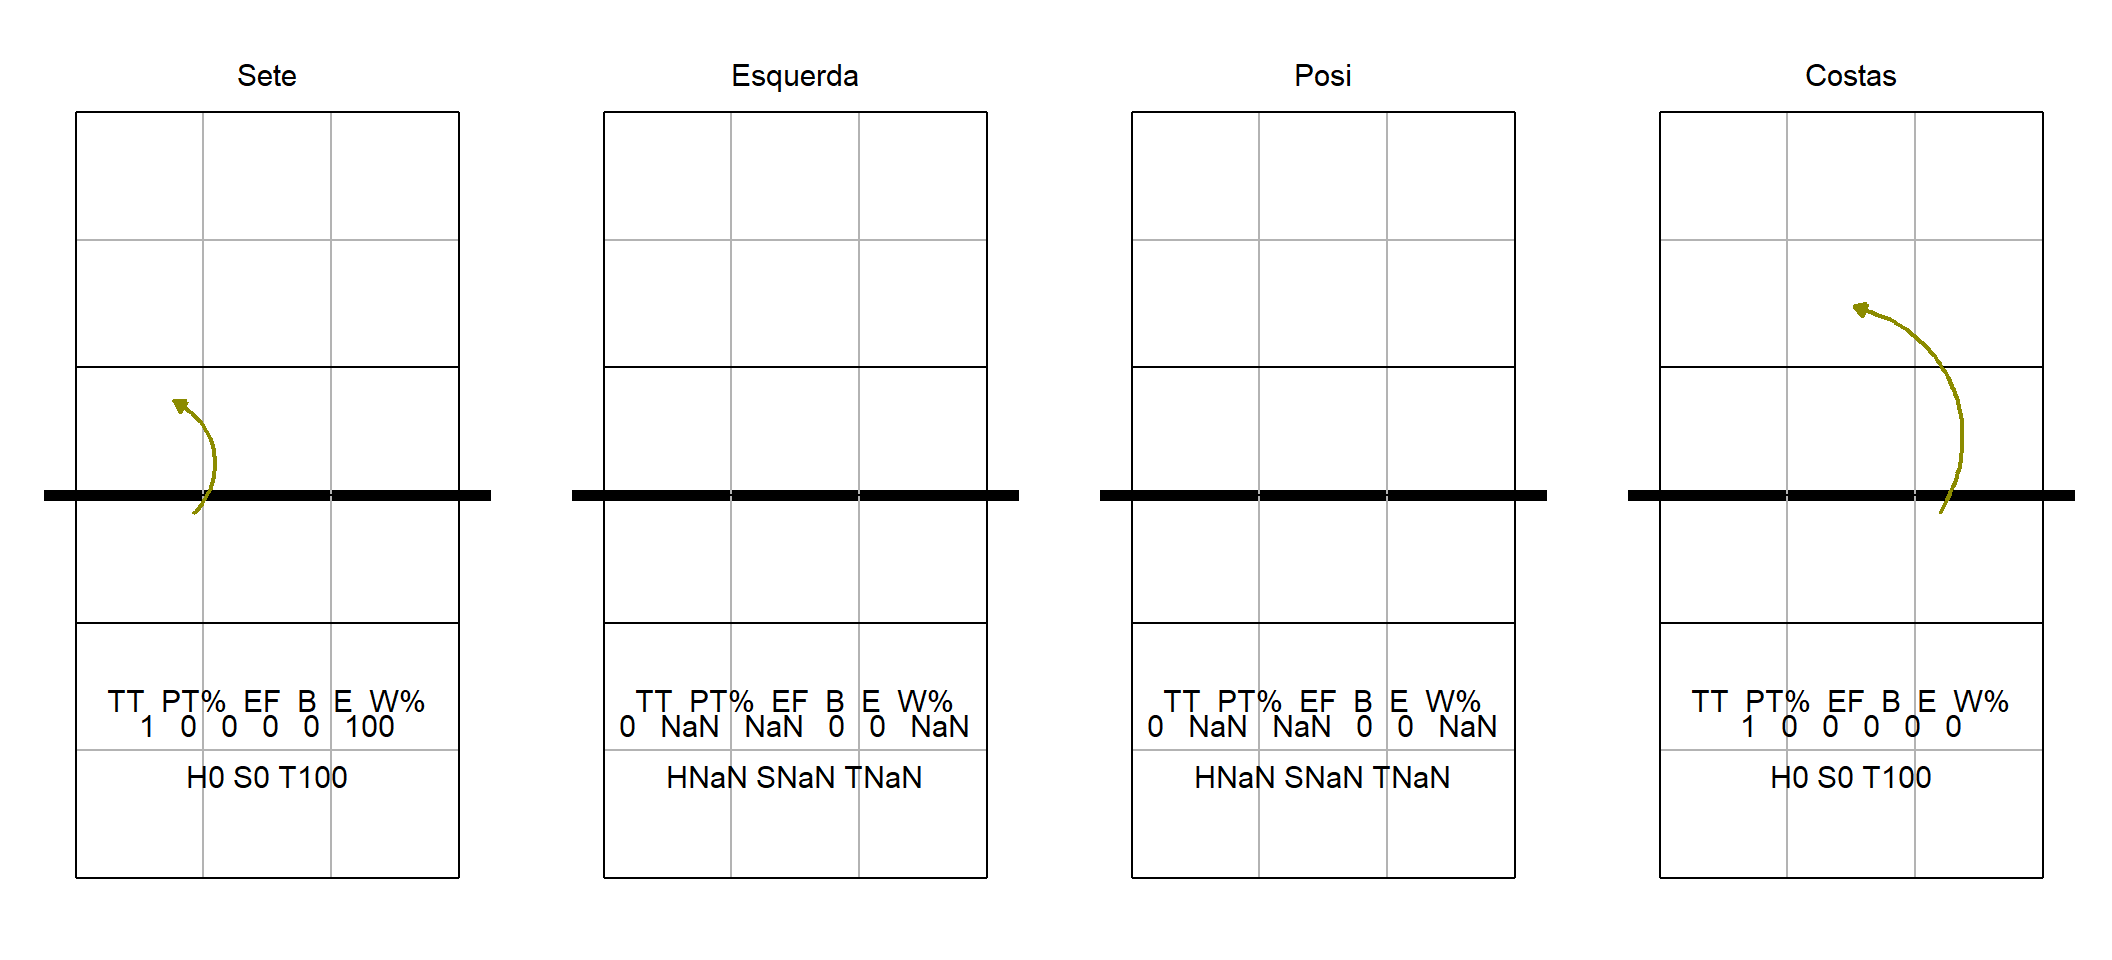 Sete
TT PT% EF B E W%
1 0 0 0 0 100
H0 S0 T100
Esquerda
TT PT% EF B E W%
0 NaN NaN 0 0 NaN
HNaN SNaN TNaN
Posi
TT PT% EF B E W%
0 NaN NaN 0 0 NaN
HNaN SNaN TNaN
Costas
TT PT% EF B E W%
1 0 0 0 0 0
H0 S0 T100